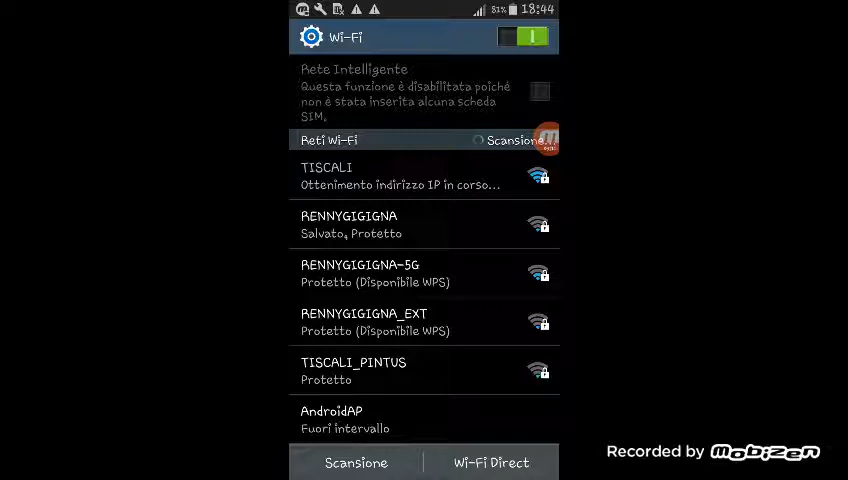 81% 18:44
Wi-Fi
Rete Intelligente
Questa funzione è disabilitata poiché
non è stata inserita alcuna scheda
SIM.
Reti Wi-Fi Scansione...
TISCALI
Ottenimento indirizzo IP in corso...
RENNYGIGIGNA
Salvato, Protetto
RENNYGIGIGNA-5G
Protetto (Disponibile WPS)
RENNYGIGIGNA_EXT
Protetto (Disponibile WPS)
TISCALI_PINTUS
Protetto
AndroidAP
Fuori intervallo
Scansione Wi-Fi Direct
Recorded by mobizen